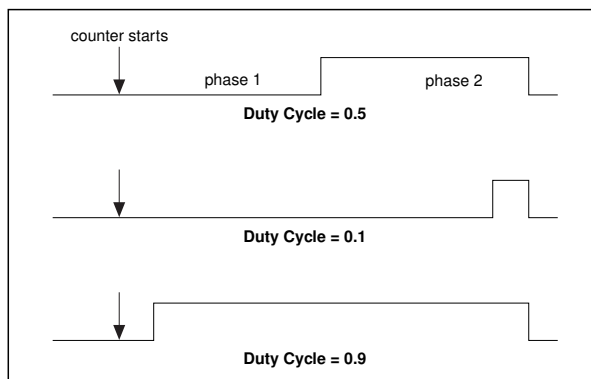 counter starts
phase 1 phase 2
Duty Cycle = 0.5
Duty Cycle = 0.1
Duty Cycle = 0.9